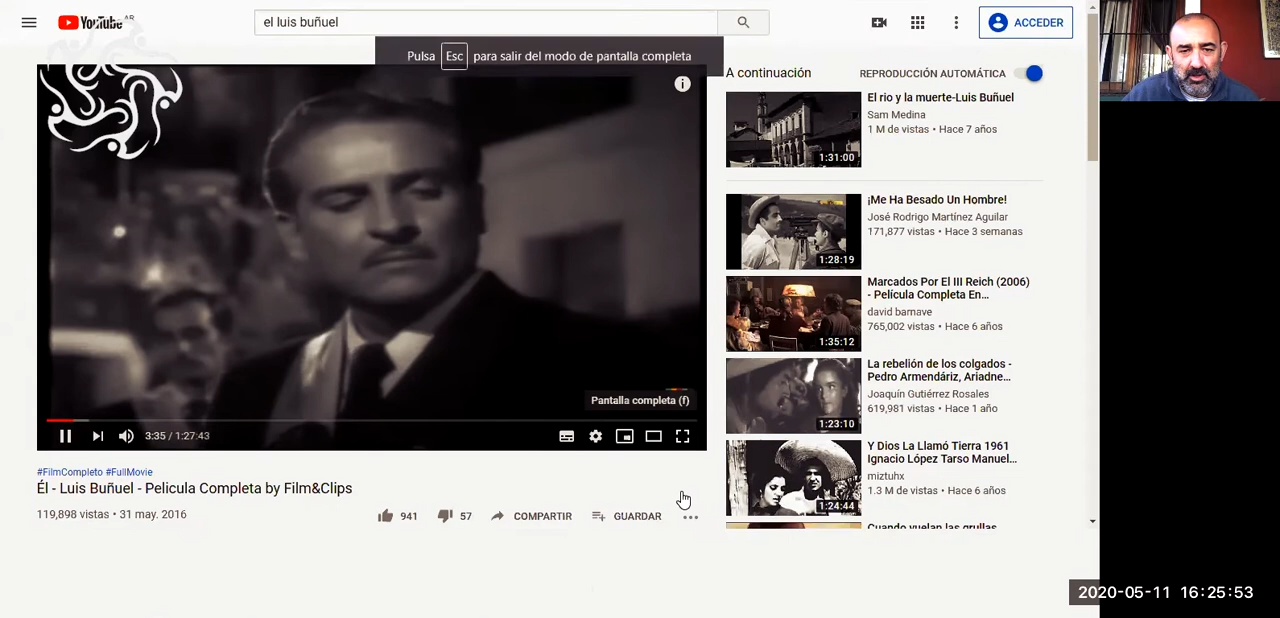 YouTube AR
el luis buñuel
ACCEDER
Pulsa Esc para salir del modo de pantalla completa
A continuación
REPRODUCCIÓN AUTOMÁTICA
El rio y la muerte-Luis Buñuel
Sam Medina
1 M de vistas • Hace 7 años
1:31:00
¡Me Ha Besado Un Hombre!
José Rodrigo Martínez Aguilar
171,877 vistas • Hace 3 semanas
1:28:19
Marcados Por El III Reich (2006)
- Película Completa En...
david barnave
765,002 vistas • Hace 6 años
1:35:12
La rebelión de los colgados -
Pedro Armendáriz, Ariadne...
Joaquín Gutiérrez Rosales
619,981 vistas • Hace 1 año
1:23:10
Y Dios La Llamó Tierra 1961
Ignacio López Tarso Manuel...
miztuhx
1.3 M de vistas • Hace 6 años
1:24:44
Cuando vuelan las grullas
Pantalla completa (f)
3:35 / 1:27:43
#FilmCompleto #FullMovie
Él - Luis Buñuel - Pelicula Completa by Film&Clips
119,898 vistas • 31 may. 2016
941
57
COMPARTIR
GUARDAR
2020-05-11 16:25:53